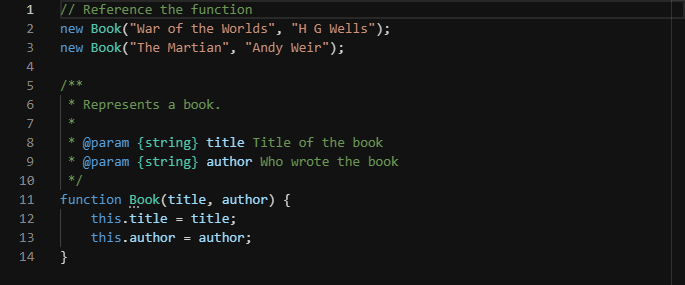 1 // Reference the function
2 new Book("War of the Worlds", "H G Wells");
3 new Book("The Martian", "Andy Weir");
4
5 /**
6  * Represents a book.
7  *
8  * @param {string} title Title of the book
9  * @param {string} author Who wrote the book
10  */
11 function Book(title, author) {
12     this.title = title;
13     this.author = author;
14 }